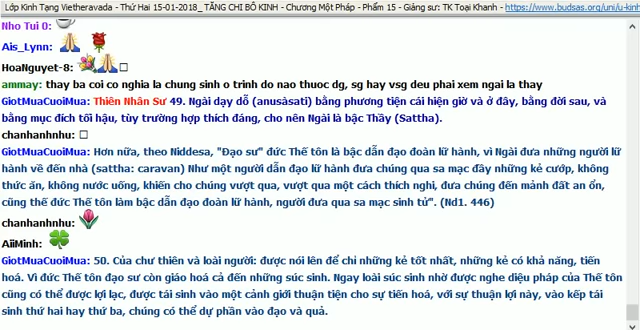 Lớp Kinh Tạng Vietheravada - Thứ Hai 15-01-2018_ TĂNG CHI BỘ KINH - Chương Một Pháp - Phẩm 15 - Giảng sư: TK Toại Khanh - https://www.budsas.org/uni/u-kinh
Nho Tui 0:
Ais_Lynn:
HoaNguyet-8:
ammay: thay ba coi co nghia la chung sinh o trinh do nao thuoc dg, sg hay vsg deu phai xem ngai la thay
GiotMuaCuoiMua: Thiên Nhân Sư 49. Ngài dạy dỗ (anusàsati) bằng phương tiện cái hiện giờ và ở đây, bằng đời sau, và
bằng mục đích tối hậu, tùy trường hợp thích đáng, cho nên Ngài là bậc Thầy (Sattha).
chanhanhnhu:
GiotMuaCuoiMua: Hơn nữa, theo Niddesa, "Đạo sư" đức Thế tôn là bậc dẫn đạo đoàn lữ hành, vì Ngài đưa những người lữ
hành về đến nhà (sattha: caravan) Như một người dẫn đạo lữ hành đưa chúng qua sa mạc đầy những kẻ cướp, không
thức ăn, không nước uống, khiến cho chúng vượt qua, vượt qua một cách thích nghi, đưa chúng đến mảnh đất an ổn,
cũng thế đức Thế tôn làm bậc dẫn đạo đoàn lữ hành, người đưa qua sa mạc sinh tử". (Nd1. 446)
chanhanhnhu:
AiiMinh:
GiotMuaCuoiMua: 50. Của chư thiên và loài người: được nói lên để chỉ những kẻ tốt nhất, những kẻ có khả năng, tiến
hoá. Vì đức Thế tôn đạo sư còn giáo hoá cả đến những súc sinh. Ngay loài súc sinh nhờ được nghe diệu pháp của Thế tôn
cũng có thể được lợi lạc, được tái sinh vào một cảnh giới thuận tiện cho sự tiến hoá, với sự thuận lợi này, vào kếp tái
sinh thứ hai hay thứ ba, chúng có thể dự phần vào đạo và quả.